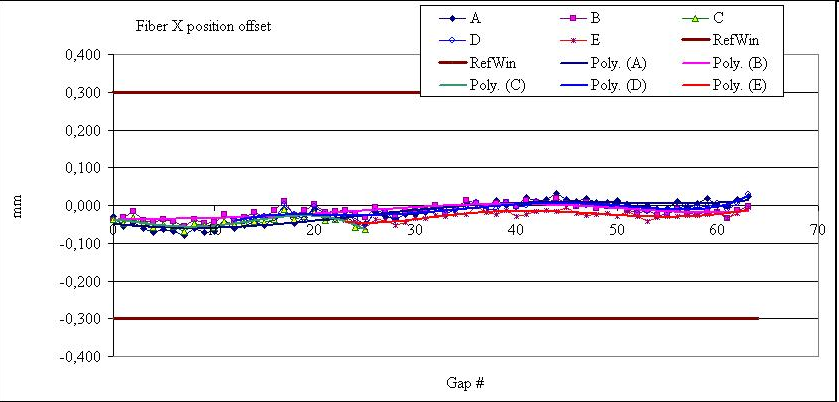 Fiber X position offset
A B C
D E RefWin
RefWin Poly. (A) Poly. (B)
Poly. (C) Poly. (D) Poly. (E)
0,400
0,300
0,200
0,100
0,000
-0,100
-0,200
-0,300
-0,400
mm
0 10 20 30 40 50 60 70
Gap #